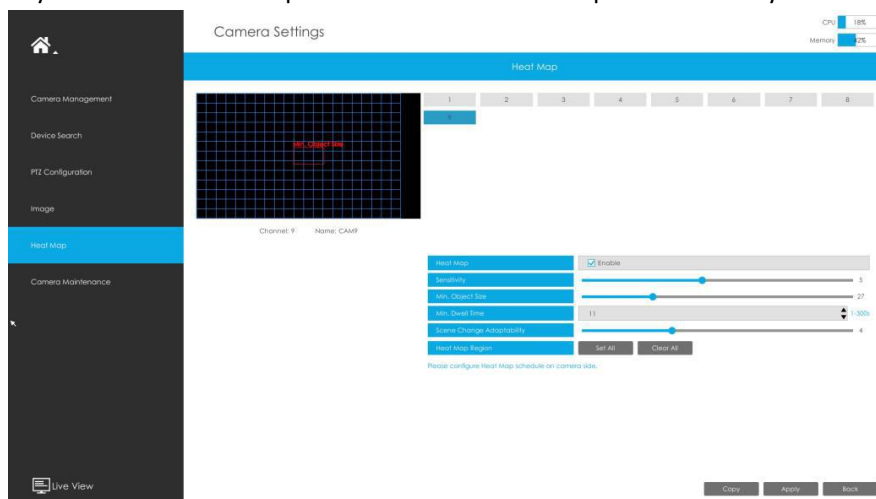 Camera Settings
CPU 18%
Memory 42%
Heat Map
Camera Management
Device Search
PTZ Configuration
Image
Heat Map
Camera Maintenance
Live View
1 2 3 4 5 6 7 8
9
Min. Object Size
Channel: 9 Name: CAM9
Heat Map Enable
Sensitivity 5
Min. Object Size 27
Min. Dwell Time 11 1-300s
Scene Change Adaptability 4
Heat Map Region Set All Clear All
Please configure Heat Map schedule on camera side.
Copy Apply Back